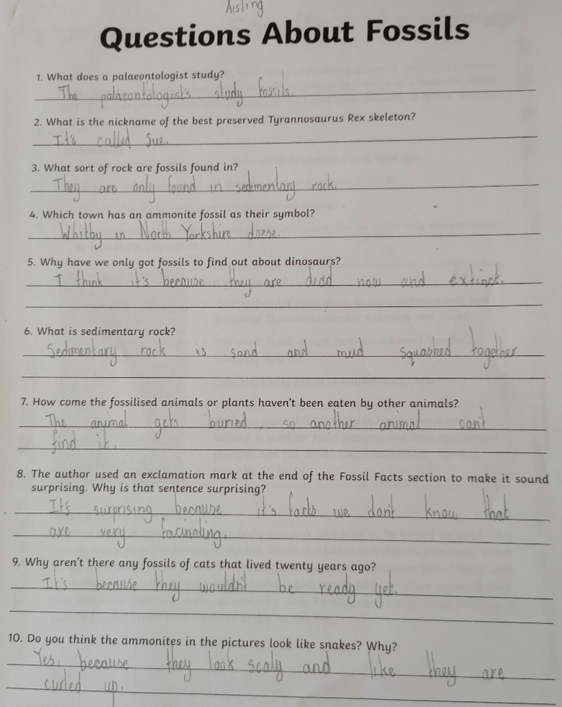 Aisling
Questions About Fossils
1. What does a palaeontologist study?
The palaeontologists study fossils.
2. What is the nickname of the best preserved Tyrannosaurus Rex skeleton?
It's called Sue.
3. What sort of rock are fossils found in?
They are only found in sedimentary rock.
4. Which town has an ammonite fossil as their symbol?
Whitby in North Yorkshire doese.
5. Why have we only got fossils to find out about dinosaurs?
I think it's because they are dead now and extinct.
6. What is sedimentary rock?
Sedimentary rock is sand and mud squashed together
7. How come the fossilised animals or plants haven't been eaten by other animals?
The animal gets buried, so another animal can't
find it.
8. The author used an exclamation mark at the end of the Fossil Facts section to make it sound
surprising. Why is that sentence surprising?
It's surprising because it's facts we don't know that
are very facinating.
9. Why aren't there any fossils of cats that lived twenty years ago?
It's because they wouldn't be ready yet.
10. Do you think the ammonites in the pictures look like snakes? Why?
Yes, because they look scaly and like they are
curled up.